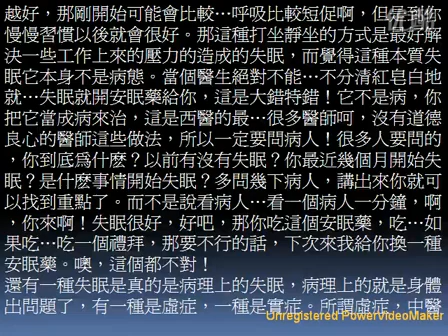 越好，那剛開始可能會比較…呼吸比較短促啊，但是到
慢慢習慣以後就會很好。那這種打坐靜坐的方式是最好解
決一些工作上來的壓力的造成的失眠，而覺得這種本質失
眠它本身不是病態。當個醫生絕對不能…不分清紅皂白地
就…失眠就開安眠藥給你，這是大錯特錯！它不是病，你
把它當成病來治，這是西醫的最…很多醫師呵，沒有道德
良心的醫師這些做法，所以一定要問病人！很多人要問的
，你到底爲什麼？以前有沒有失眠？你最近幾個月開始失
眠？是什麼事情開始失眠？多問幾下病人，講出來你就可
以找到重點了。而不是說看病人…看一個病人一分鐘，啊
，你來啊！失眠很好，好吧，那你吃這個安眠藥，吃…如
果吃…吃一個禮拜，那要不行的話，下次來我給你換一種
安眠藥。噢，這個都不對！
還有一種失眠是真的是病理上的失眠，病理上的就是身體
出問題了，有一種是虛症，一種是實症。所謂虛症，中醫
Unregistered PowerVideoMaker